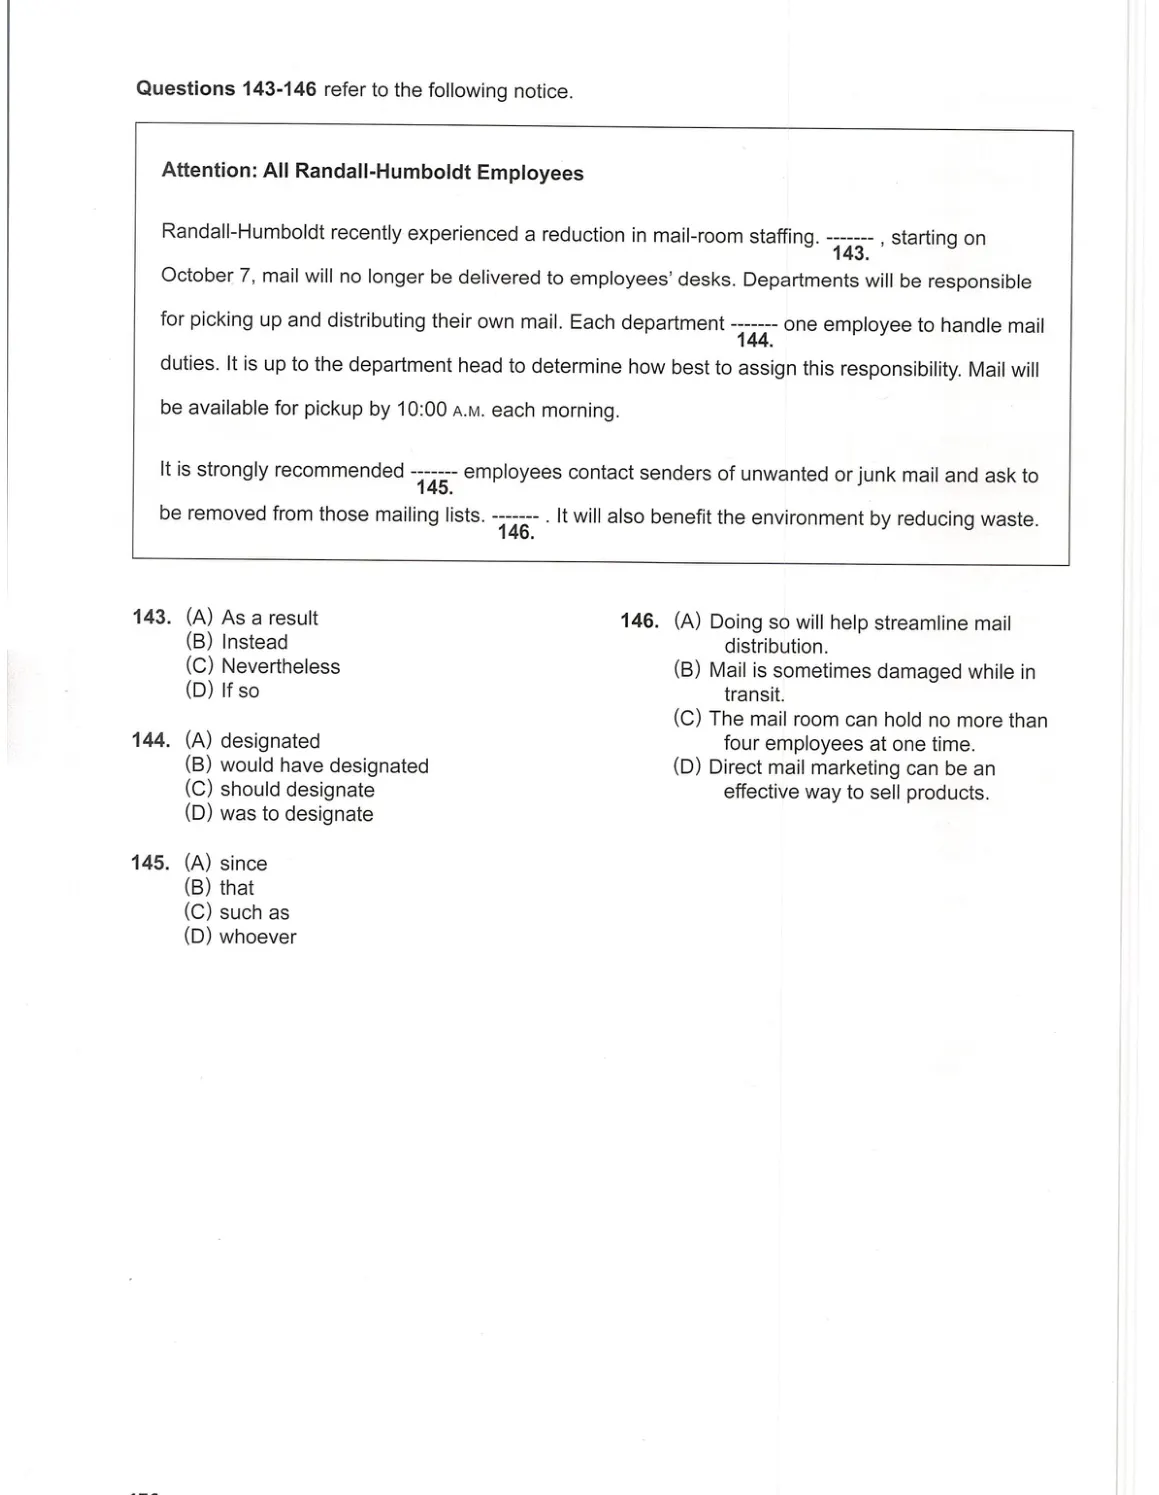 Questions 143-146 refer to the following notice.
Attention: All Randall-Humboldt Employees
Randall-Humboldt recently experienced a reduction in mail-room staffing. ------- , starting on
143.
October 7, mail will no longer be delivered to employees' desks. Departments will be responsible
for picking up and distributing their own mail. Each department ------- one employee to handle mail
144.
duties. It is up to the department head to determine how best to assign this responsibility. Mail will
be available for pickup by 10:00 A.M. each morning.
It is strongly recommended ------- employees contact senders of unwanted or junk mail and ask to
145.
be removed from those mailing lists. ------- . It will also benefit the environment by reducing waste.
146.
143. (A) As a result
(B) Instead
(C) Nevertheless
(D) If so
144. (A) designated
(B) would have designated
(C) should designate
(D) was to designate
145. (A) since
(B) that
(C) such as
(D) whoever
146. (A) Doing so will help streamline mail
distribution.
(B) Mail is sometimes damaged while in
transit.
(C) The mail room can hold no more than
four employees at one time.
(D) Direct mail marketing can be an
effective way to sell products.